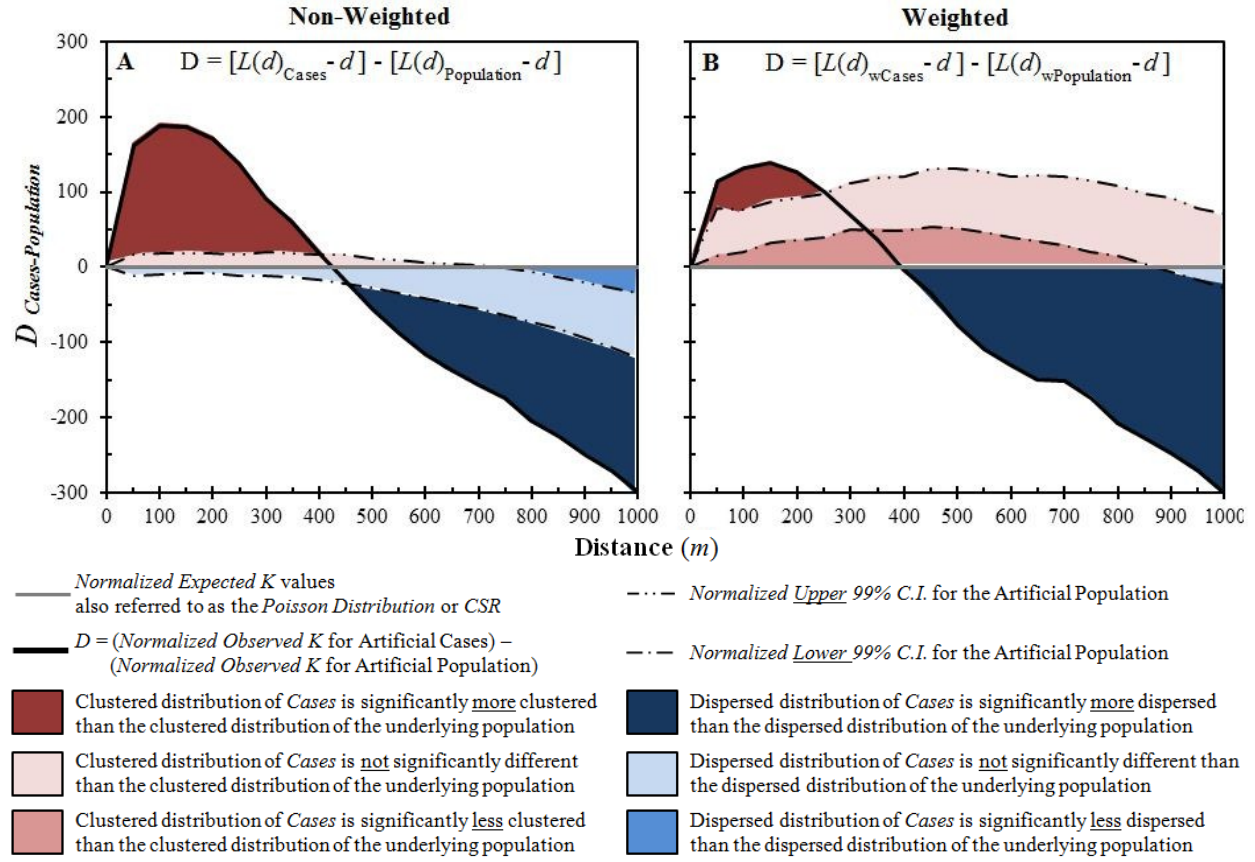 Non-Weighted
Weighted
A
D = [L(d)Cases - d] - [L(d)Population - d]
B
D = [L(d)wCases - d] - [L(d)wPopulation - d]
D Cases-Population
300
200
100
0
-100
-200
-300
0 100 200 300 400 500 600 700 800 900 1000
0 100 200 300 400 500 600 700 800 900 1000
Distance (m)
Normalized Expected K values
also referred to as the Poisson Distribution or CSR
D = (Normalized Observed K for Artificial Cases) –
(Normalized Observed K for Artificial Population)
Normalized Upper 99% C.I. for the Artificial Population
Normalized Lower 99% C.I. for the Artificial Population
Clustered distribution of Cases is significantly more clustered
than the clustered distribution of the underlying population
Clustered distribution of Cases is not significantly different
than the clustered distribution of the underlying population
Clustered distribution of Cases is significantly less clustered
than the clustered distribution of the underlying population
Dispersed distribution of Cases is significantly more dispersed
than the dispersed distribution of the underlying population
Dispersed distribution of Cases is not significantly different than
the dispersed distribution of the underlying population
Dispersed distribution of Cases is significantly less dispersed
than the dispersed distribution of the underlying population